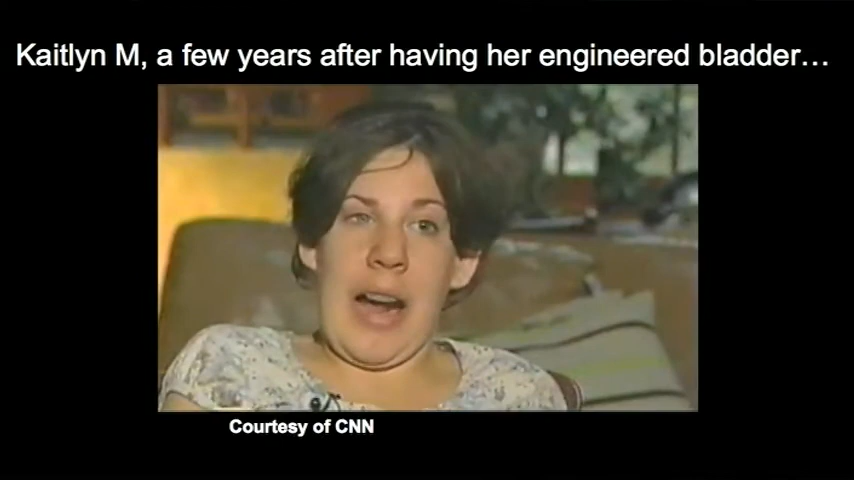 Kaitlyn M, a few years after having her engineered bladder…
Courtesy of CNN